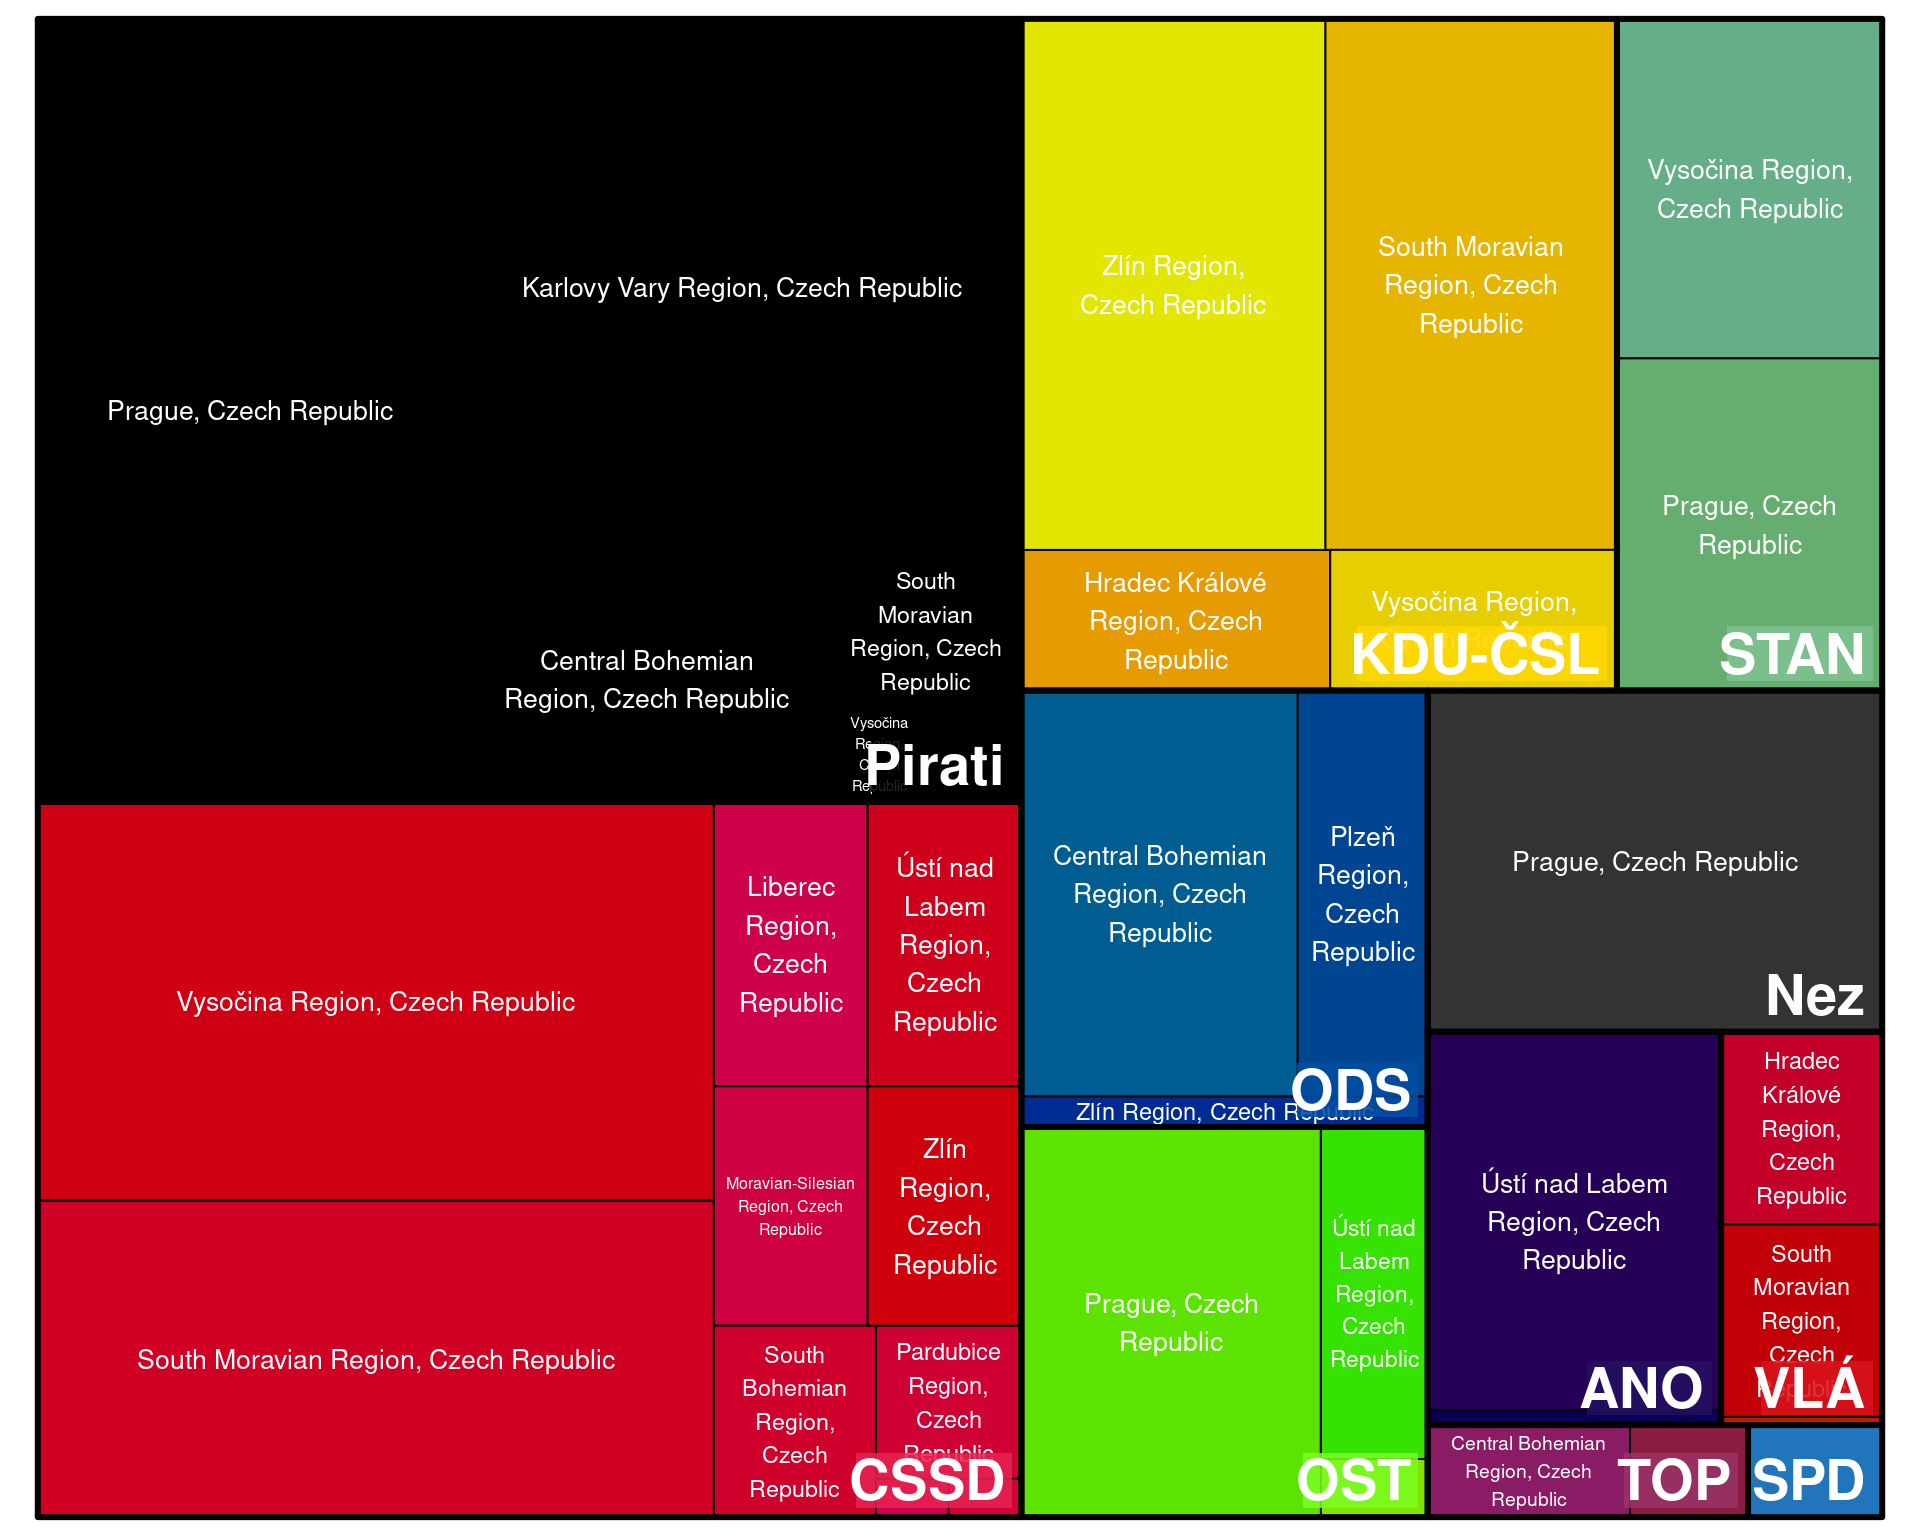 Karlovy Vary Region, Czech Republic
Prague, Czech Republic
Central Bohemian
Region, Czech Republic
South
Moravian
Region, Czech
Republic
Vysočina
Republic
Pirati
Zlín Region,
Czech Republic
South Moravian
Region, Czech
Republic
Hradec Králové
Region, Czech
Republic
Vysočina Region,
KDU-ČSL
Vysočina Region,
Czech Republic
Prague, Czech
Republic
STAN
Vysočina Region, Czech Republic
South Moravian Region, Czech Republic
Liberec
Region,
Czech
Republic
Ústí nad
Labem
Region,
Czech
Republic
Moravian-Silesian
Region, Czech
Republic
Zlín
Region,
Czech
Republic
South
Bohemian
Region,
Czech
Republic
Pardubice
Region,
Czech
Republic
CSSD
Central Bohemian
Region, Czech
Republic
Plzeň
Region,
Czech
Republic
Zlín Region, Czech Republic
ODS
Prague, Czech Republic
Nez
Prague, Czech
Republic
Ústí nad
Labem
Region,
Czech
Republic
OST
Ústí nad Labem
Region, Czech
Republic
ANO
Hradec
Králové
Region,
Czech
Republic
South
Moravian
Region,
Czech
VLÁ
Central Bohemian
Region, Czech
Republic
TOP
SPD